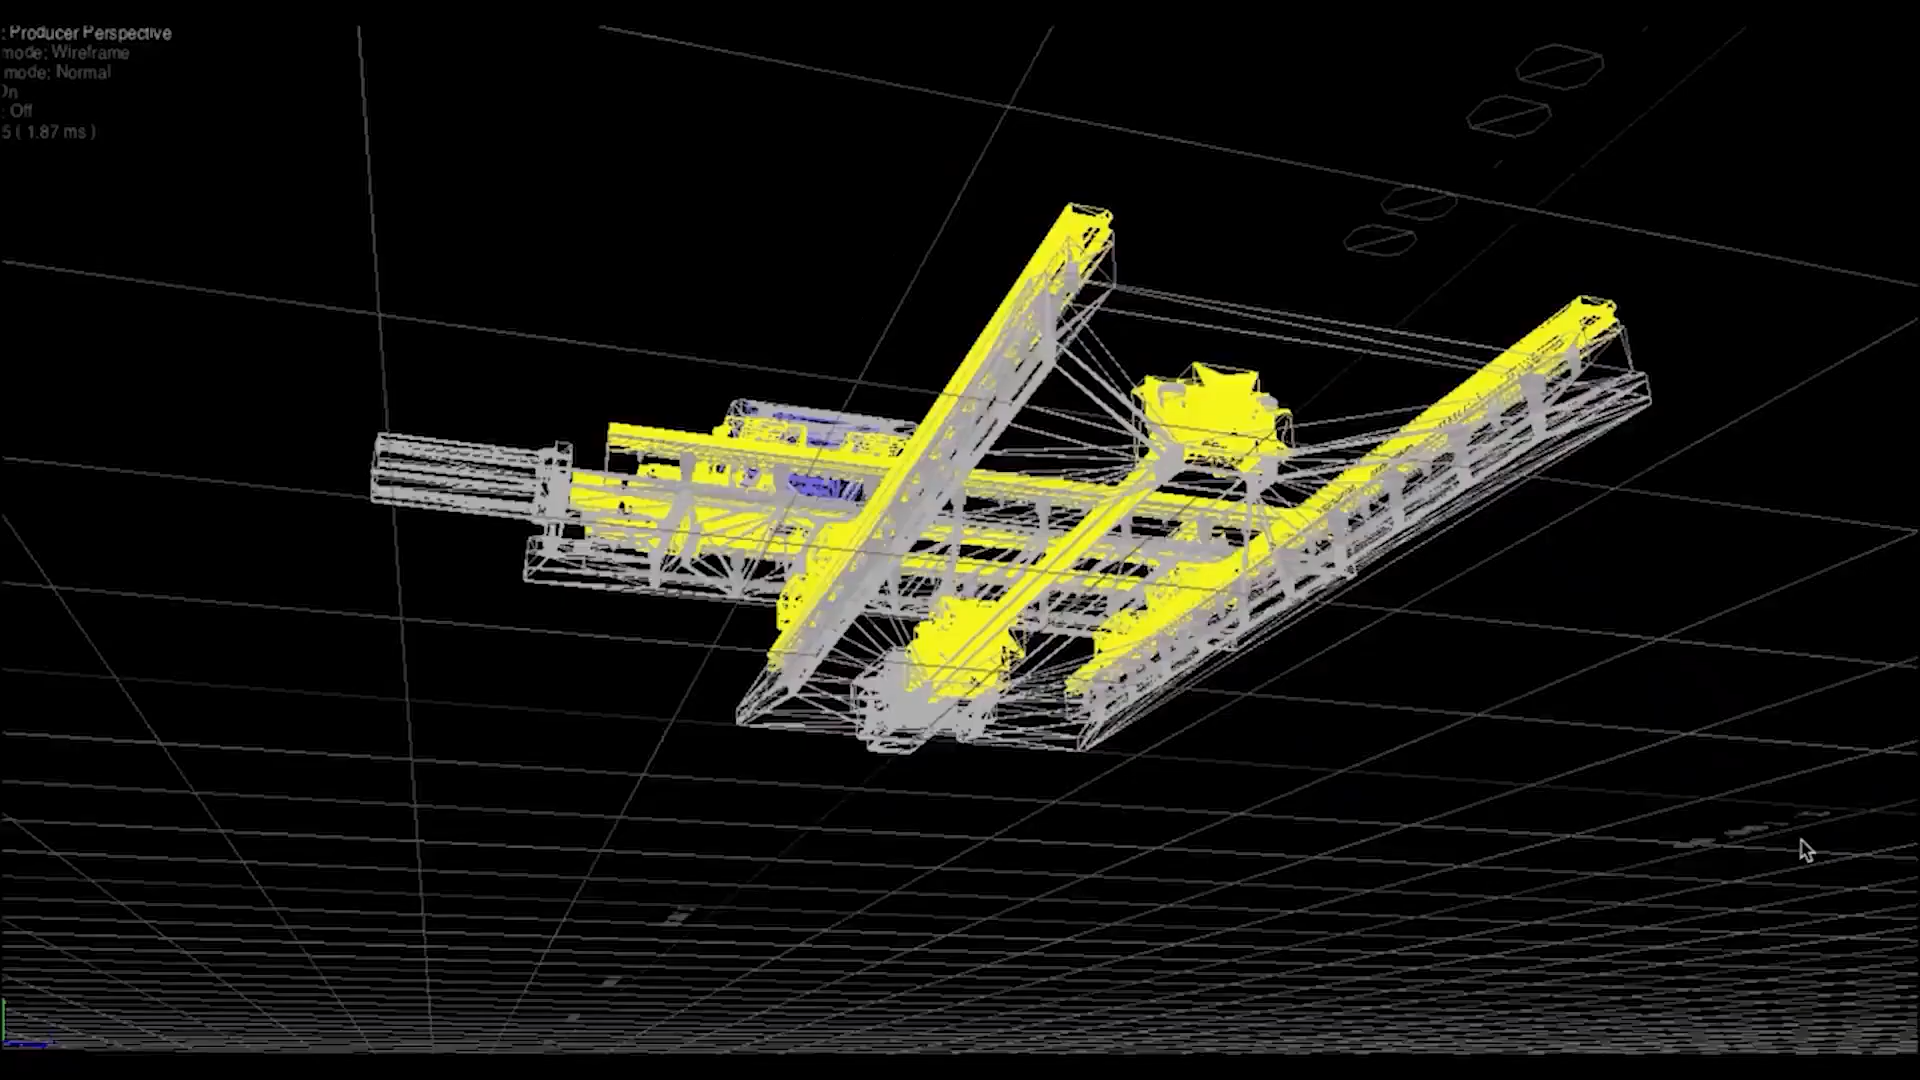 : Producer Perspective
mode: Wireframe
mode: Normal
On
: Off
5 ( 1.87 ms )